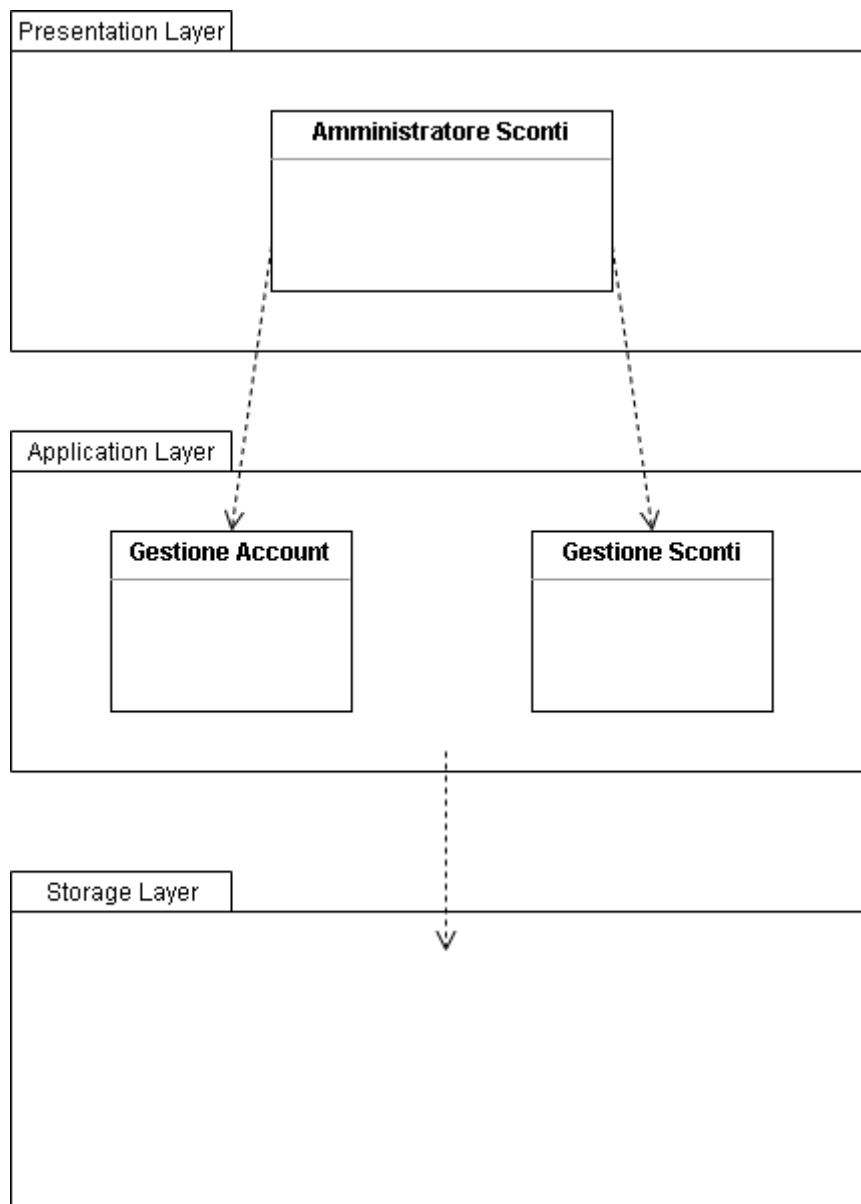 Presentation Layer
Amministratore Sconti
Application Layer
Gestione Account
Gestione Sconti
Storage Layer